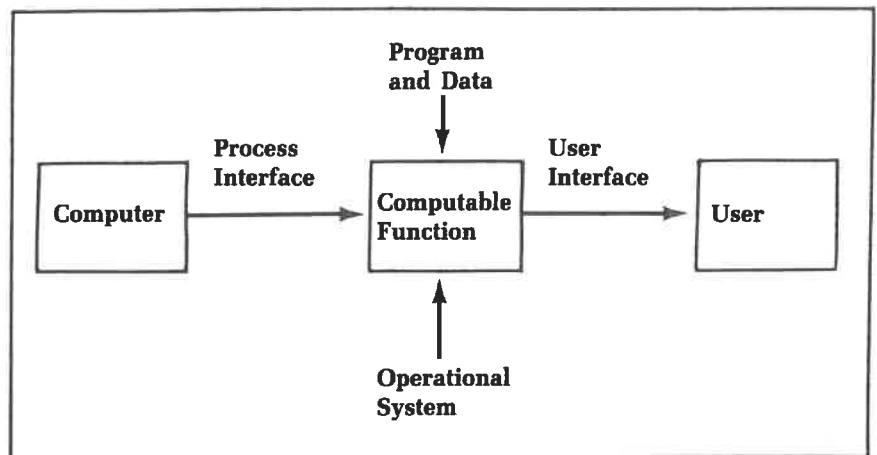 Program
and Data
Process
Interface
User
Interface
Computer
Computable
Function
User
Operational
System